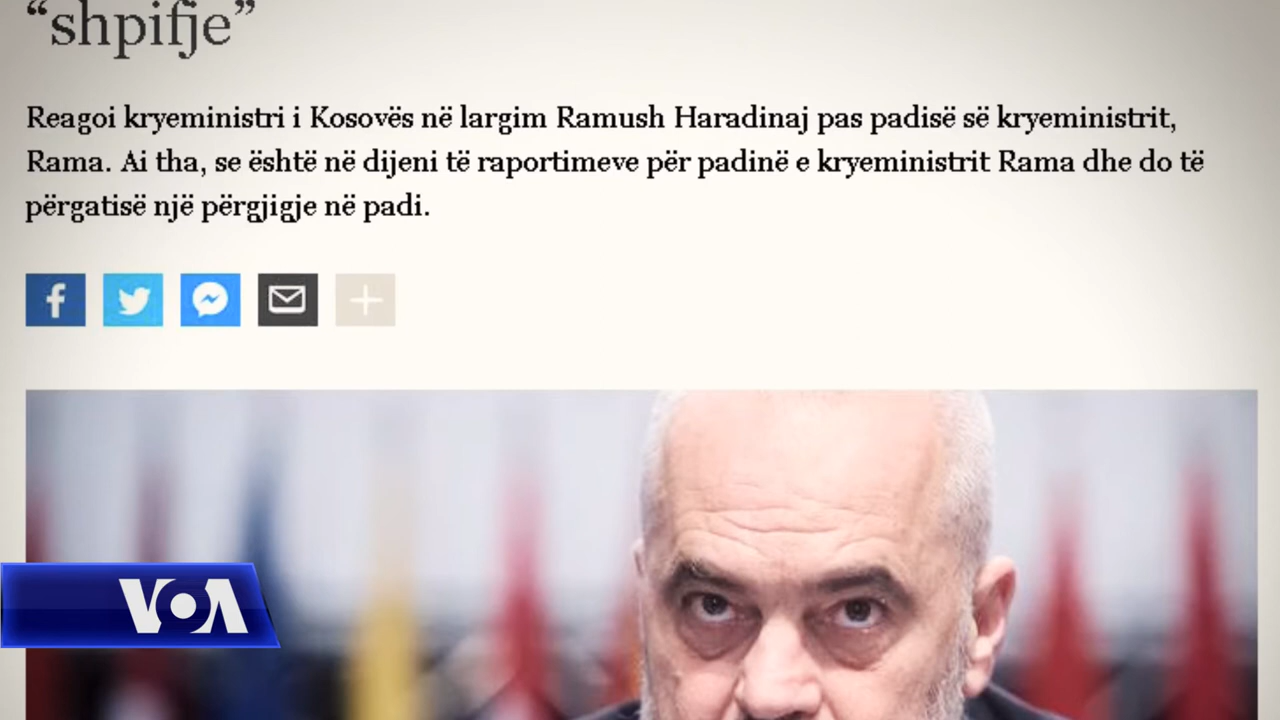 “shpifje”
Reagoi kryeministri i Kosovës në largim Ramush Haradinaj pas padisë së kryeministrit,
Rama. Ai tha, se është në dijeni të raportimeve për padinë e kryeministrit Rama dhe do të
përgatisë një përgjigje në padi.
VOA